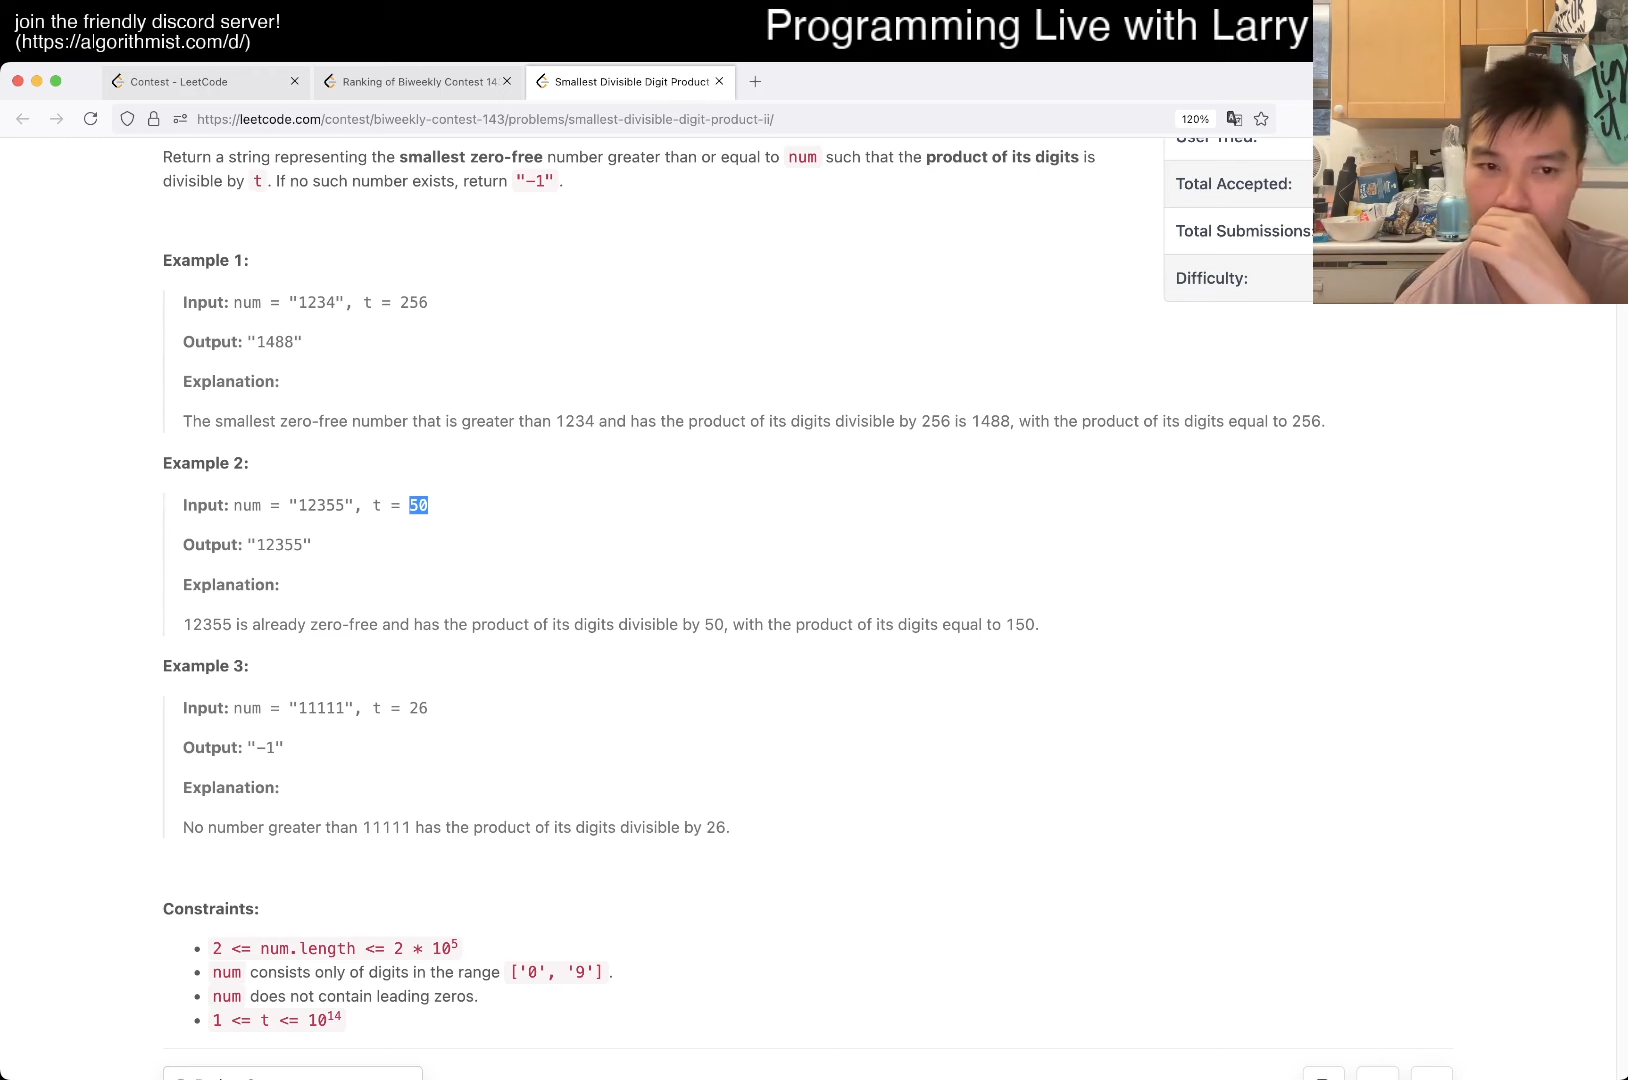 join the friendly discord server!
(https://algorithmist.com/d/)
Programming Live with Larry
Contest - LeetCode
Ranking of Biweekly Contest 14
Smallest Divisible Digit Product
https://leetcode.com/contest/biweekly-contest-143/problems/smallest-divisible-digit-product-ii/
120%
Return a string representing the smallest zero-free number greater than or equal to num such that the product of its digits is
divisible by t. If no such number exists, return "-1".
User Tried:
Total Accepted:
Total Submissions:
Difficulty:
Example 1:
Input: num = "1234", t = 256
Output: "1488"
Explanation:
The smallest zero-free number that is greater than 1234 and has the product of its digits divisible by 256 is 1488, with the product of its digits equal to 256.
Example 2:
Input: num = "12355", t = 50
Output: "12355"
Explanation:
12355 is already zero-free and has the product of its digits divisible by 50, with the product of its digits equal to 150.
Example 3:
Input: num = "11111", t = 26
Output: "-1"
Explanation:
No number greater than 11111 has the product of its digits divisible by 26.
Constraints:
2 <= num.length <= 2 * 10^5
num consists only of digits in the range ['0', '9'].
num does not contain leading zeros.
1 <= t <= 10^14